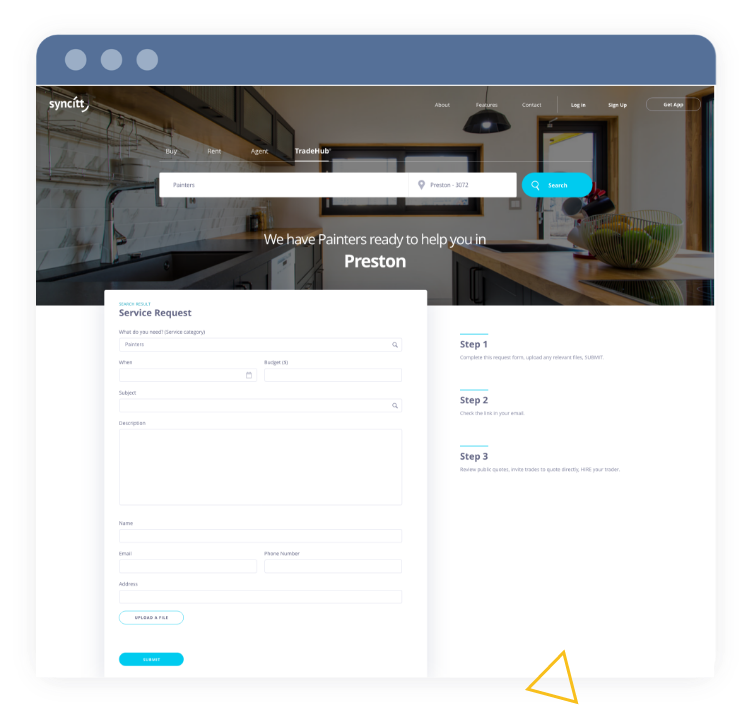 syncitt
About Features Contact Log in Sign Up Get App
Buy Rent Agent TradeHub
Painters Preston - 3072 Search
We have Painters ready to help you in
Preston
SEARCH RESULT
Service Request
What do you need? (Service category)
Painters
When Budget ($)
Subject
Description
Name
Email Phone Number
Address
UPLOAD A FILE
SUBMIT
Step 1
Complete this request form, upload any relevant files, SUBMIT.
Step 2
Check the link in your email.
Step 3
Review public quotes, invite trades to quote directly, HIRE your trader.